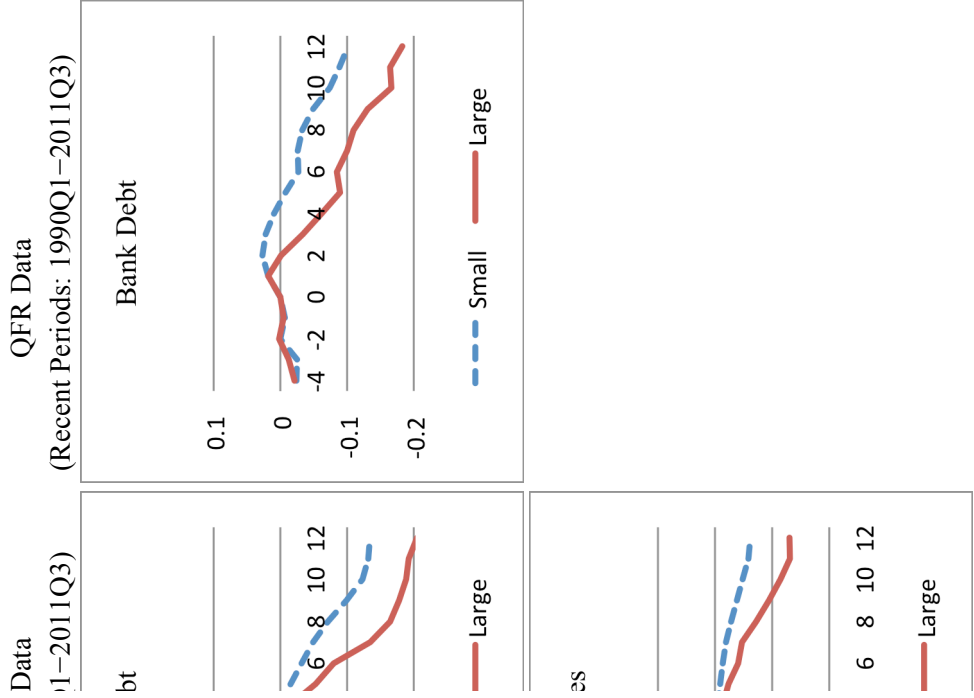 QFR Data
(Recent Periods: 1990Q1–2011Q3)
Bank Debt
0.1
0
-0.1
-0.2
-4 -2 0 2 4 6 8 10 12
Small Large
Data
1–2011Q3)
6 8 10 12
Large
6 8 10 12
Large